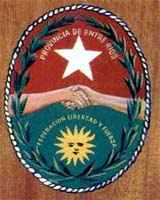 PROVINCIA DE ENTRE RIOS
FEDERACION LIBERTAD Y FUERZA